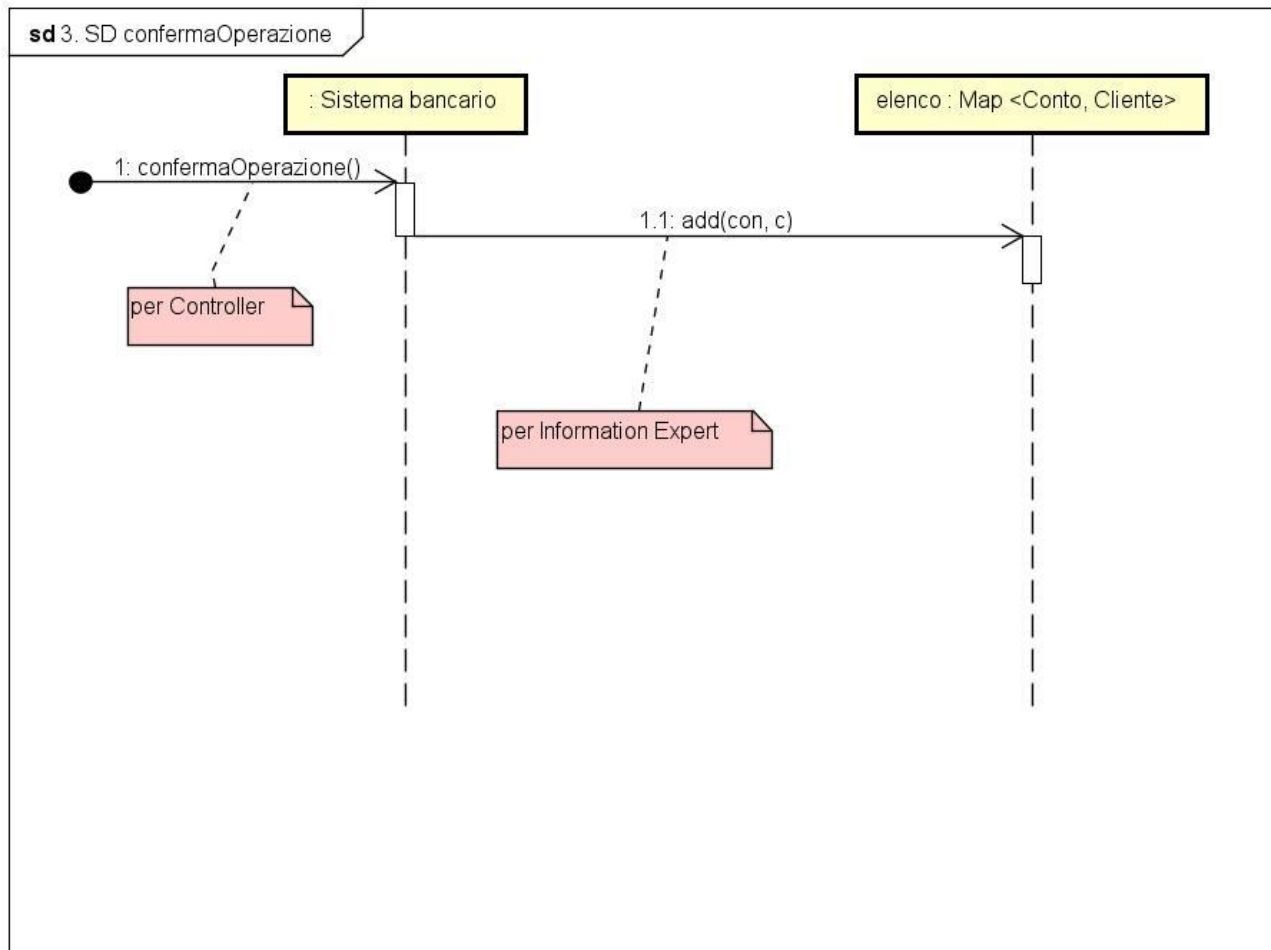 sd 3. SD confermaOperazione
: Sistema bancario
elenco : Map <Conto, Cliente>
1: confermaOperazione()
1.1: add(con, c)
per Controller
per Information Expert